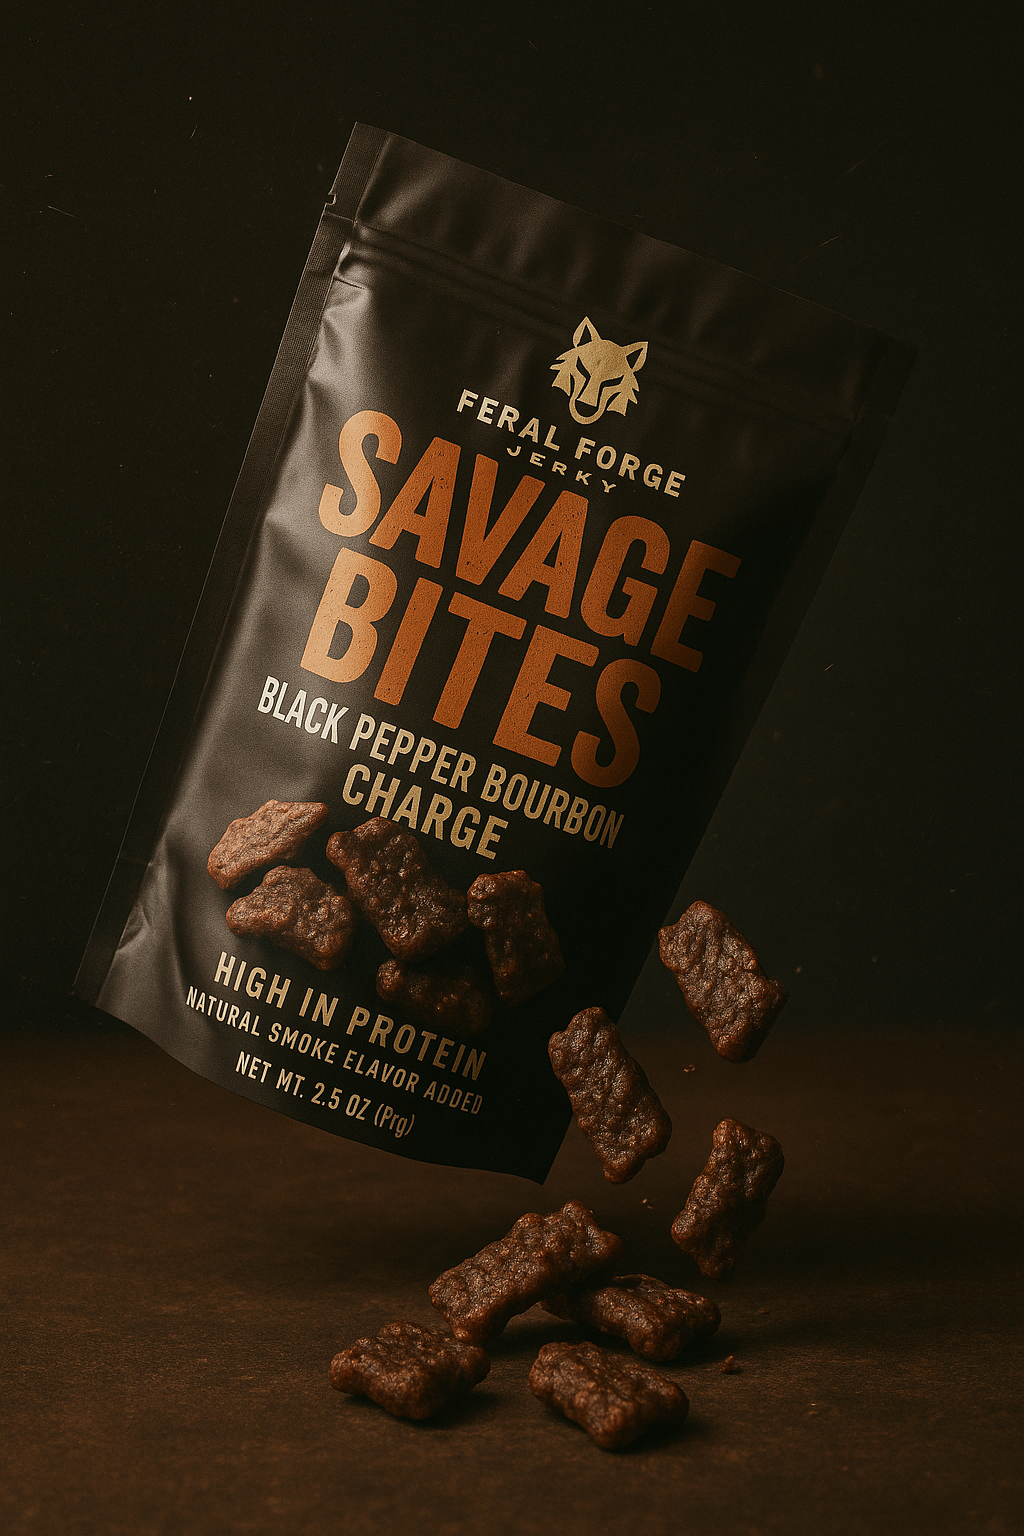 FERAL FORGE
JERKY
SAVAGE
BITES
BLACK PEPPER BOURBON
CHARGE
HIGH IN PROTEIN
NATURAL SMOKE ELAVOR ADDED
NET MT. 2.5 OZ (Prg)